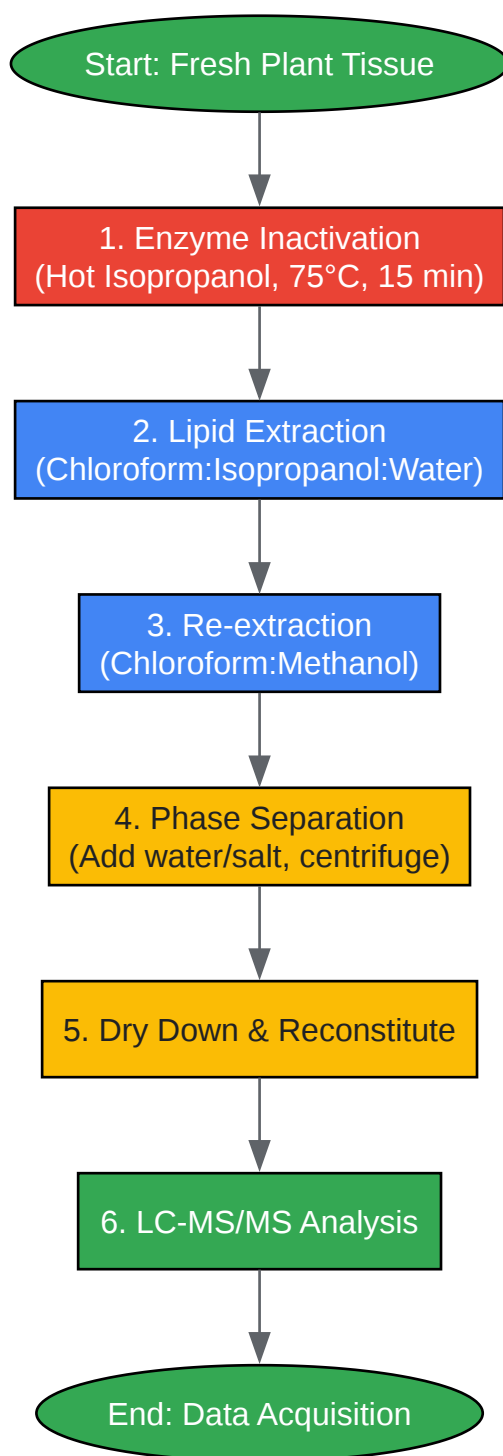 Start: Fresh Plant Tissue
1. Enzyme Inactivation
(Hot Isopropanol, 75°C, 15 min)
2. Lipid Extraction
(Chloroform:Isopropanol:Water)
3. Re-extraction
(Chloroform:Methanol)
4. Phase Separation
(Add water/salt, centrifuge)
5. Dry Down & Reconstitute
6. LC-MS/MS Analysis
End: Data Acquisition